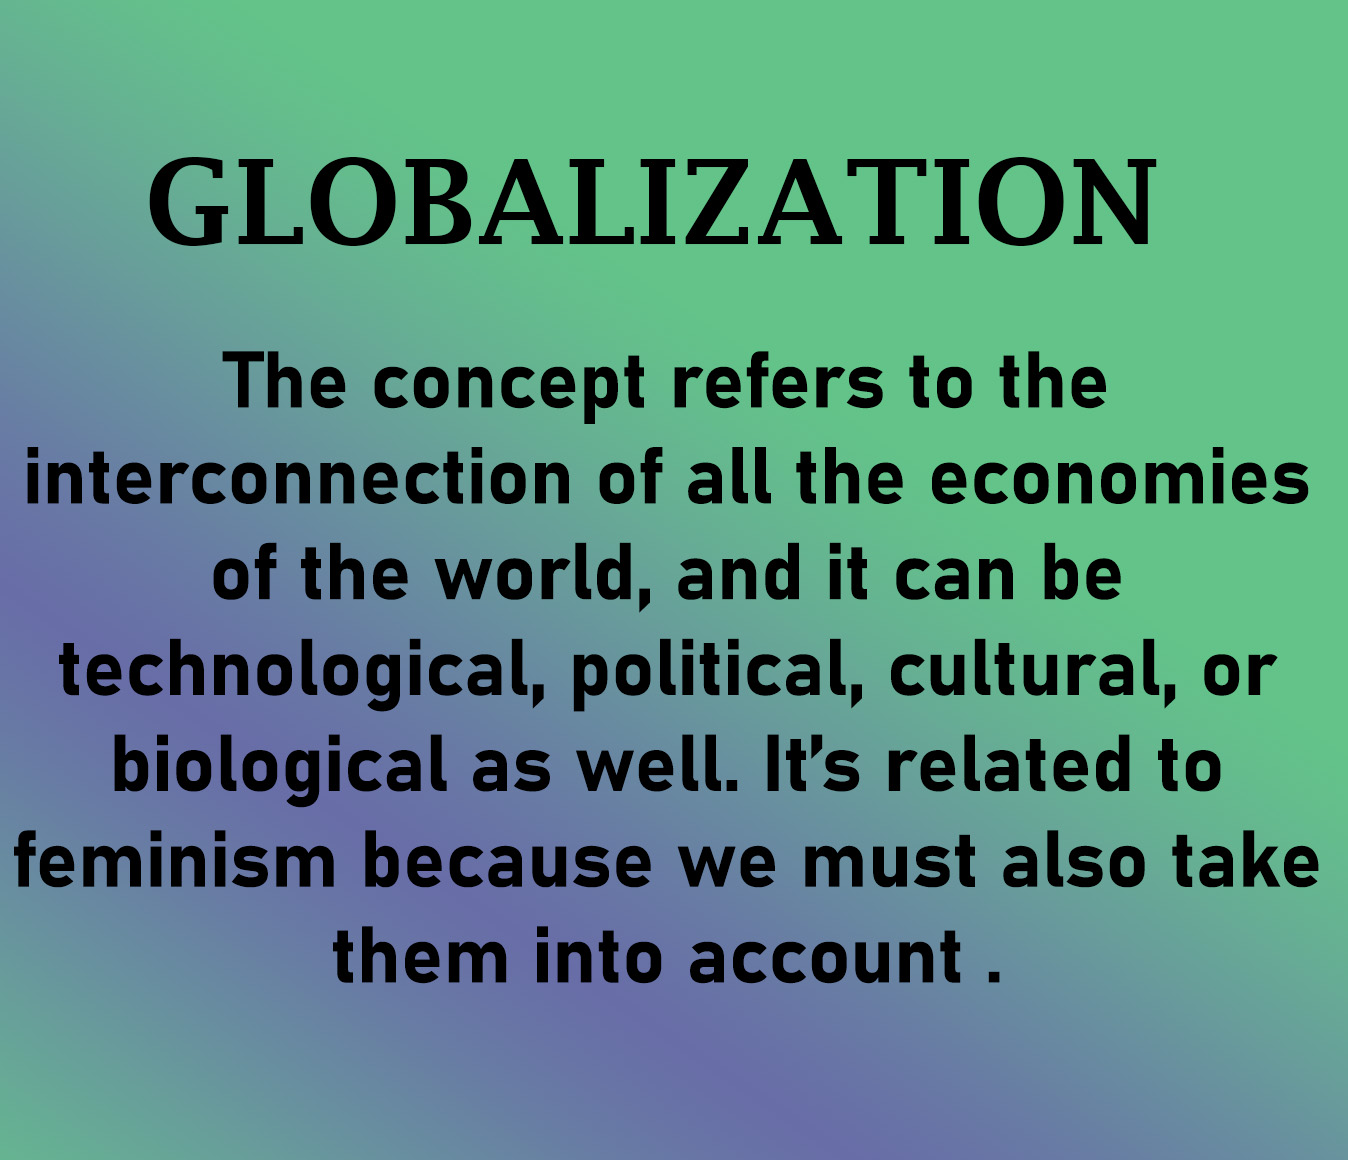 GLOBALIZATION
The concept refers to the
interconnection of all the economies
of the world, and it can be
technological, political, cultural, or
biological as well. It’s related to
feminism because we must also take
them into account .